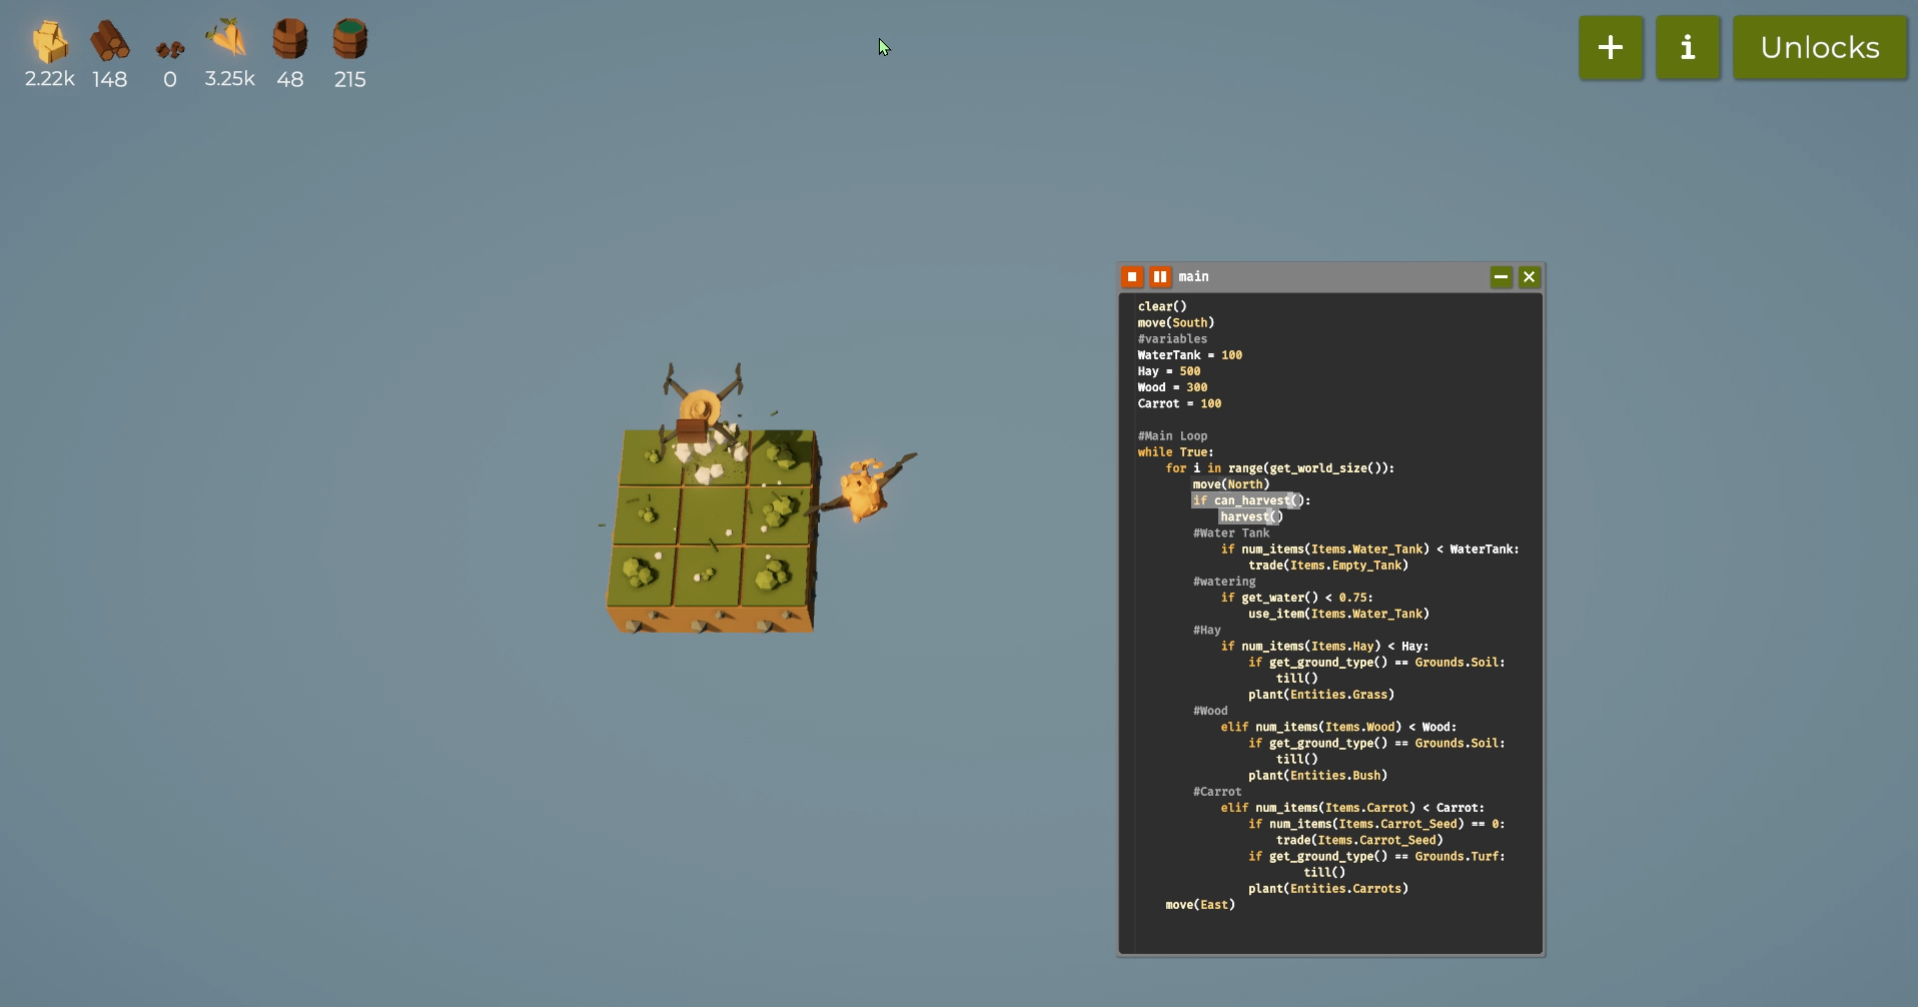 2.22k 148 0 3.25k 48 215
+ i Unlocks
main
clear()
move(South)
#variables
WaterTank = 100
Hay = 500
Wood = 300
Carrot = 100
#Main Loop
while True:
for i in range(get_world_size()):
move(North)
if can_harvest():
harvest()
#Water Tank
if num_items(Items.Water_Tank) < WaterTank:
trade(Items.Empty_Tank)
#watering
if get_water() < 0.75:
use_item(Items.Water_Tank)
#Hay
if num_items(Items.Hay) < Hay:
if get_ground_type() == Grounds.Soil:
till()
plant(Entities.Grass)
#Wood
elif num_items(Items.Wood) < Wood:
if get_ground_type() == Grounds.Soil:
till()
plant(Entities.Bush)
#Carrot
elif num_items(Items.Carrot) < Carrot:
if num_items(Items.Carrot_Seed) == 0:
trade(Items.Carrot_Seed)
if get_ground_type() == Grounds.Turf:
till()
plant(Entities.Carrots)
move(East)